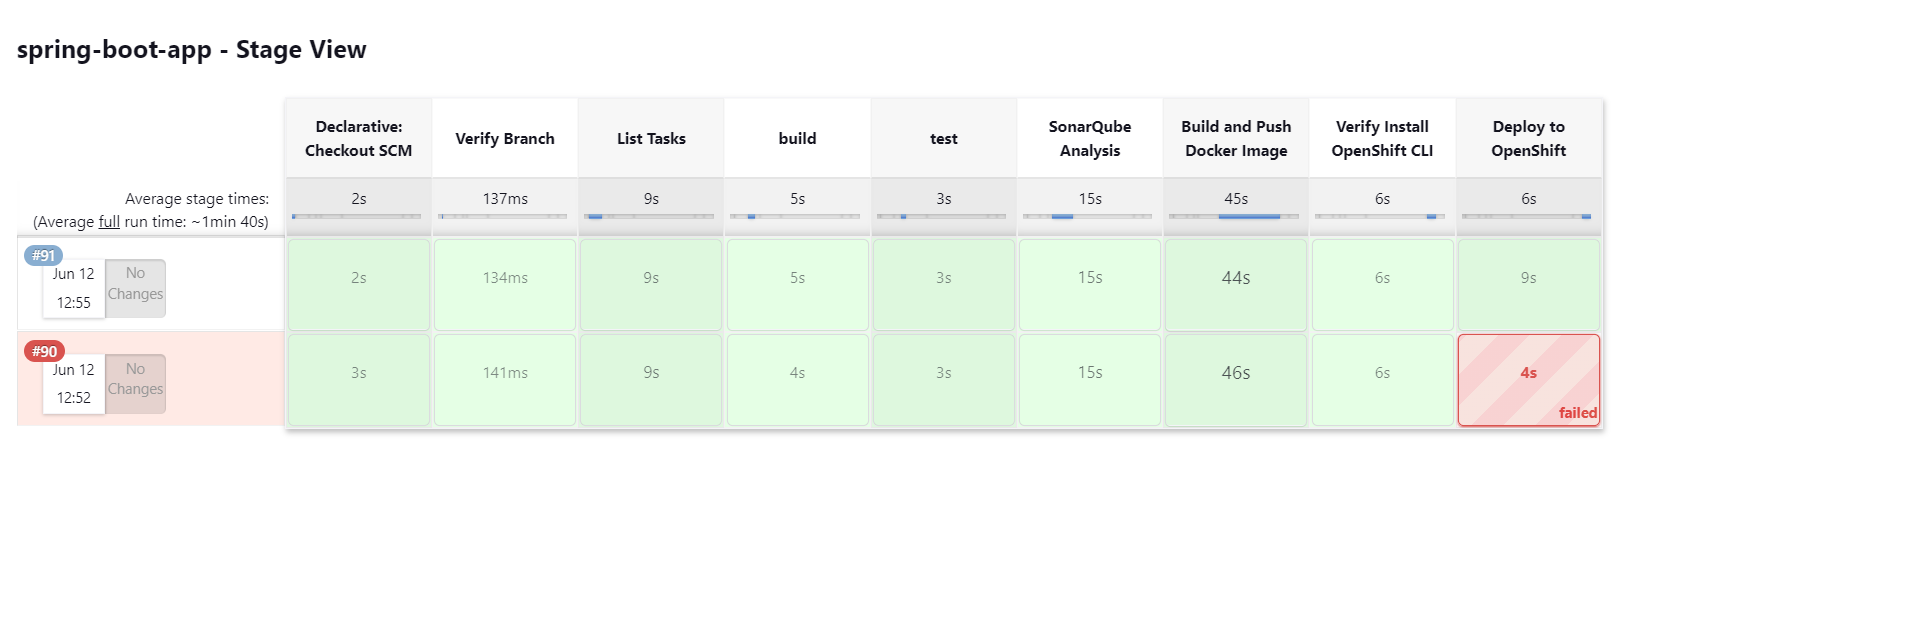 spring-boot-app - Stage View
Declarative:
Checkout SCM
Verify Branch
List Tasks
build
test
SonarQube
Analysis
Build and Push
Docker Image
Verify Install
OpenShift CLI
Deploy to
OpenShift
Average stage times:
(Average full run time: ~1min 40s)
2s
137ms
9s
5s
3s
15s
45s
6s
6s
#91
Jun 12
12:55
No
Changes
2s
134ms
9s
5s
3s
15s
44s
6s
9s
#90
Jun 12
12:52
No
Changes
3s
141ms
9s
4s
3s
15s
46s
6s
4s
failed